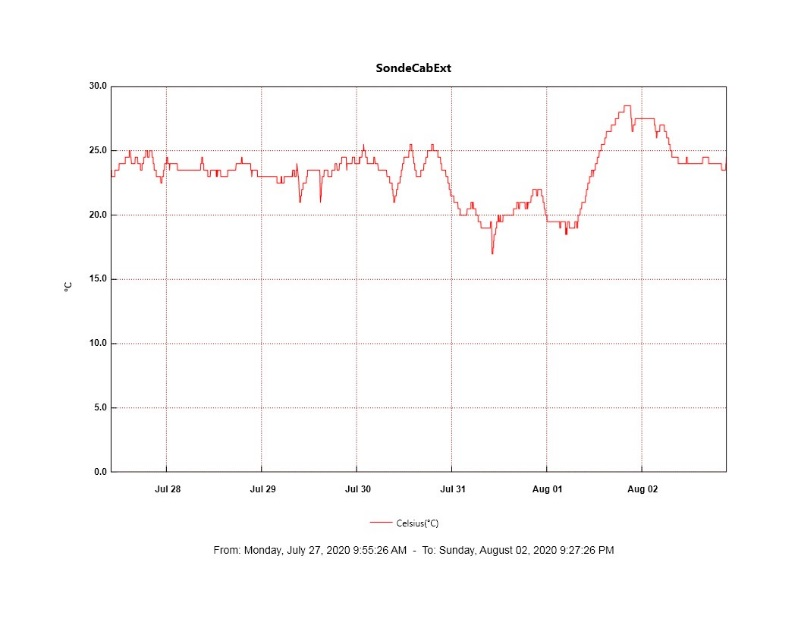 SondeCabExt
30.0
25.0
20.0
15.0
°C
10.0
5.0
0.0
Jul 28 Jul 29 Jul 30 Jul 31 Aug 01 Aug 02
Celsius(°C)
From: Monday, July 27, 2020 9:55:26 AM - To: Sunday, August 02, 2020 9:27:26 PM